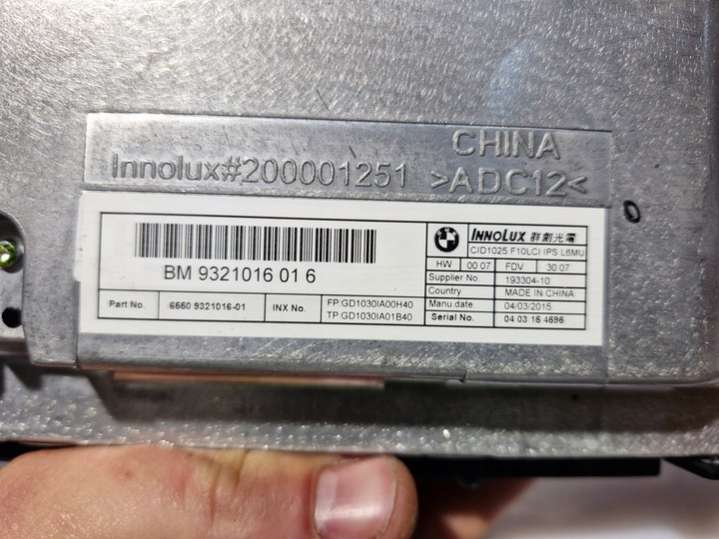 CHINA
Innolux#200001251 >ADC12<
BM 9321016 01 6
Part No. 6560 9321016-01 INX No. FP:GD1030IA00H40
TP:GD1030IA01B40
INNOLUX 群創光電
CID1025 F10LCI IPS L6MU
HW 00.07 FDV 30.07
Supplier No. 193304-10
Country MADE IN CHINA
Manu.date 04/03/2015
Serial No. 04 03 16 4696